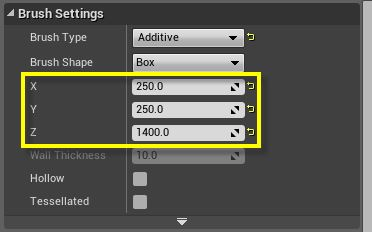 Brush Settings
Brush Type Additive
Brush Shape Box
X 250.0
Y 250.0
Z 1400.0
Wall Thickness 10.0
Hollow
Tessellated